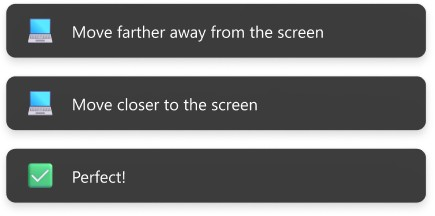 Move farther away from the screen
Move closer to the screen
Perfect!